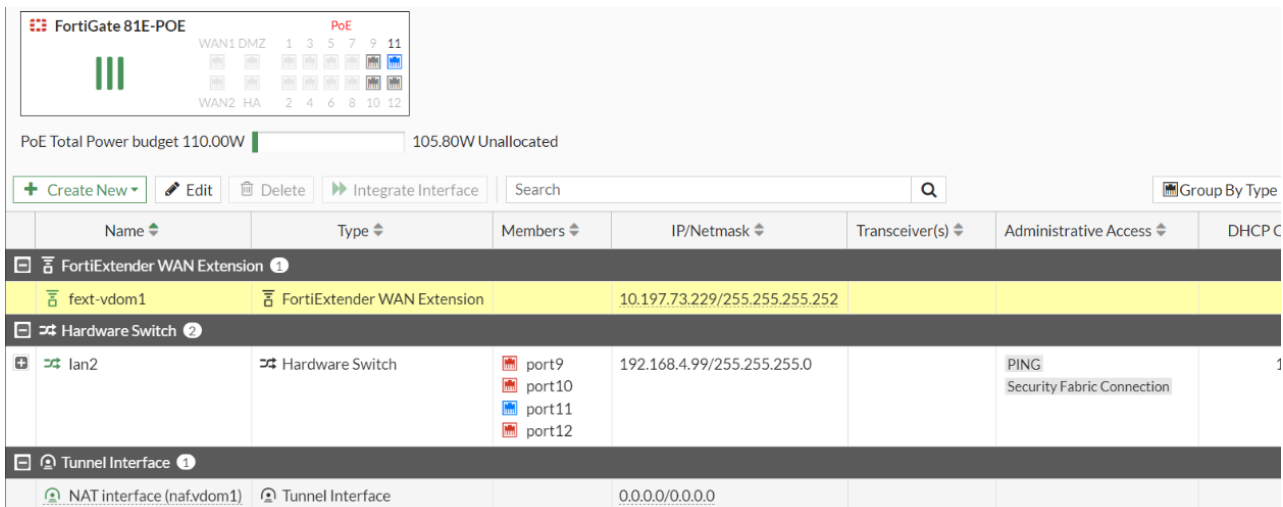 FortiGate 81E-POE PoE
WAN1 DMZ 1 3 5 7 9 11
WAN2 HA 2 4 6 8 10 12
PoE Total Power budget 110.00W 105.80W Unallocated
Create New Edit Delete Integrate Interface Search Group By Type
Name Type Members IP/Netmask Transceiver(s) Administrative Access DHCP
FortiExtender WAN Extension 1
fext-vdom1 FortiExtender WAN Extension 10.197.73.229/255.255.255.252
Hardware Switch 2
lan2 Hardware Switch port9 192.168.4.99/255.255.255.0 PING 1
port10 Security Fabric Connection
port11
port12
Tunnel Interface 1
NAT interface (naf.vdom1) Tunnel Interface 0.0.0.0/0.0.0.0